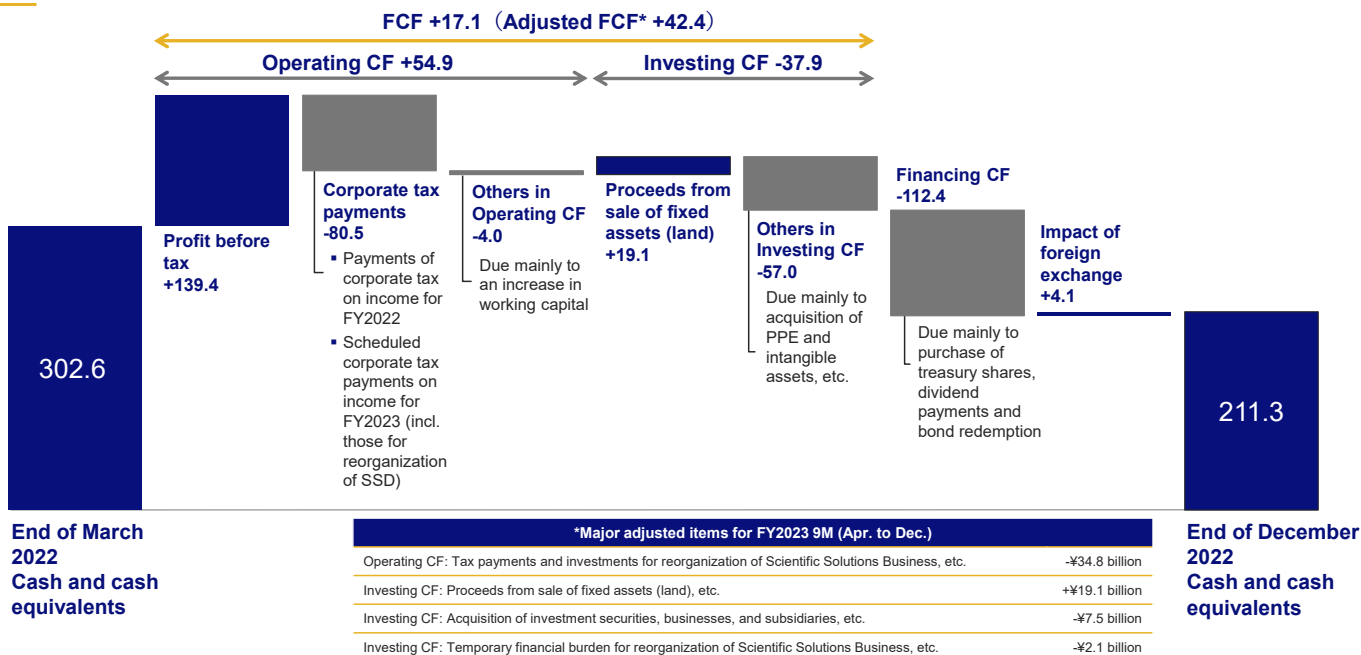 FCF +17.1（Adjusted FCF* +42.4）
Operating CF +54.9
Investing CF -37.9
302.6
End of March
2022
Cash and cash
equivalents
Profit before
tax
+139.4
Corporate tax
payments
-80.5
▪ Payments of
corporate tax
on income for
FY2022
▪ Scheduled
corporate tax
payments on
income for
FY2023 (incl.
those for
reorganization
of SSD)
Others in
Operating CF
-4.0
Due mainly to
an increase in
working capital
Proceeds from
sale of fixed
assets (land)
+19.1
Others in
Investing CF
-57.0
Due mainly to
acquisition of
PPE and
intangible
assets, etc.
Financing CF
-112.4
Due mainly to
purchase of
treasury shares,
dividend
payments and
bond redemption
Impact of
foreign
exchange
+4.1
211.3
End of December
2022
Cash and cash
equivalents
*Major adjusted items for FY2023 9M (Apr. to Dec.)
Operating CF: Tax payments and investments for reorganization of Scientific Solutions Business, etc. -¥34.8 billion
Investing CF: Proceeds from sale of fixed assets (land), etc. +¥19.1 billion
Investing CF: Acquisition of investment securities, businesses, and subsidiaries, etc. -¥7.5 billion
Investing CF: Temporary financial burden for reorganization of Scientific Solutions Business, etc. -¥2.1 billion